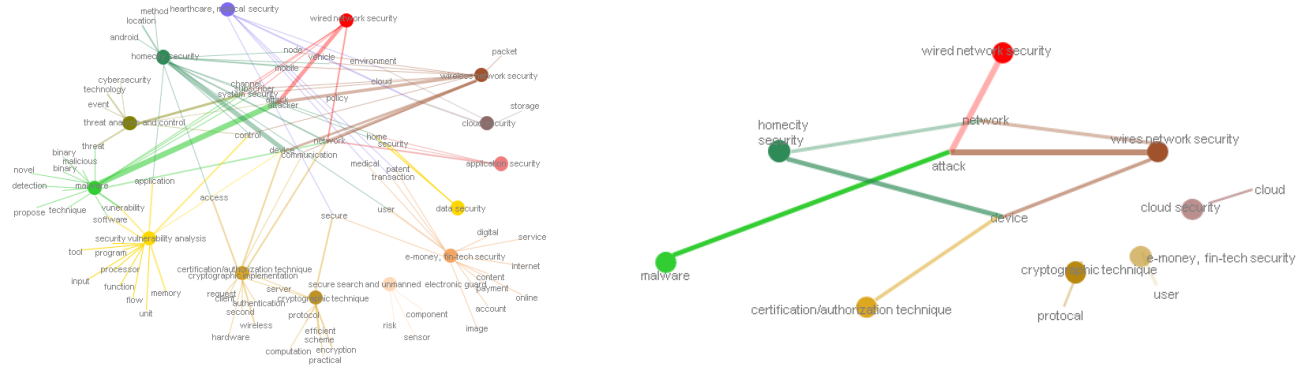 healthcare, medical security
method
location
wired network security
android
node
homecity security
vehicle
packet
environment
mobile
wireless network security
cybersecurity
channel
cloud
technology
subscriber
system security
attack
policy
event
attacker
storage
threat analysis and control
cloud security
control
home
network
security
threat
device
communication
binary
malicious
medical
application security
binary
patent
novel
transaction
malware
application
detection
access
vunerability
user
data security
propose
technique
software
secure
security vulnerability analysis
digital
tool
program
service
e-money, fin-tech security
processor
certification/authorization technique
internet
input
cryptographic implementation
secure search and unmanned
electronic guard
content
function
request
server
payment
memory
client
cryptographic technique
online
flow
authentication
account
second
protocol
component
unit
wireless
risk
image
hardware
efficient
sensor
scheme
computation
encryption
practical
wired network security
network
homecity
security
wires network security
attack
cloud
cloud security
device
malware
e-money, fin-tech security
cryptographic technique
user
certification/authorization technique
protocal